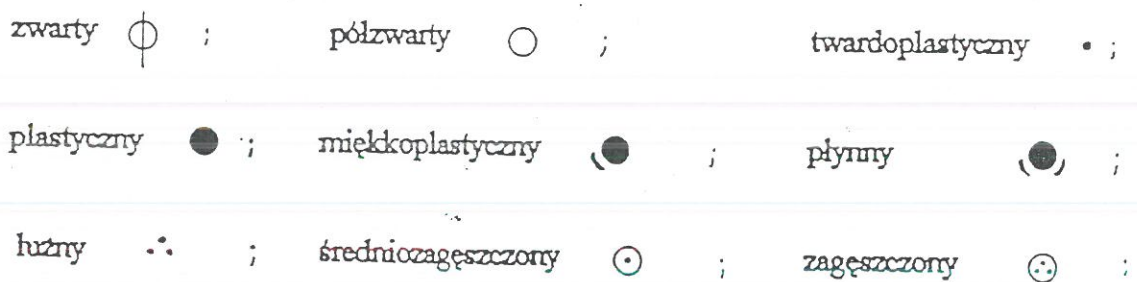 zwarty ; półzwarty ; twardoplastyczny ;
plastyczny ; miękkoplastyczny ; płynny ;
luźny ; średniozagęszczony ; zagęszczony ;